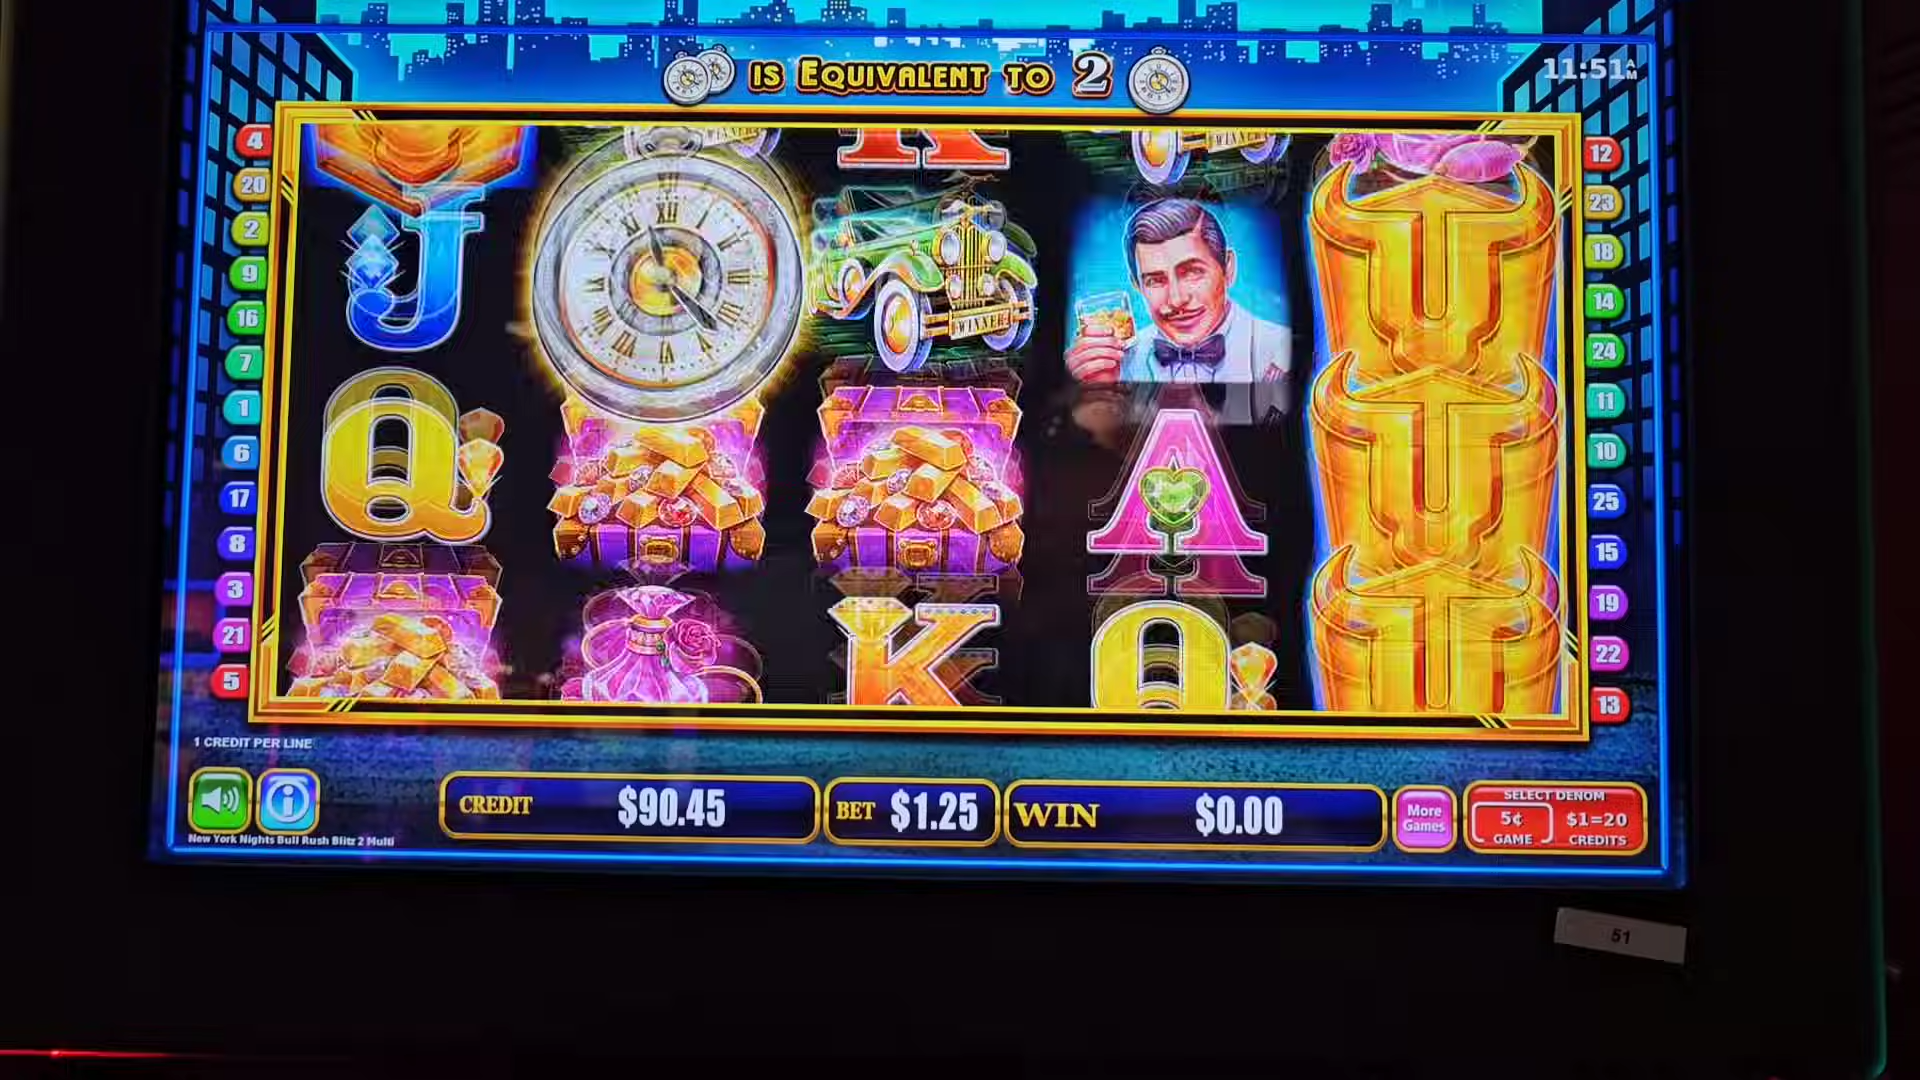 IS EQUIVALENT TO 2
11:51 AM
4
20
2
9
16
7
1
6
17
8
3
21
5
12
23
18
14
24
11
10
25
15
19
22
13
WINNER
WINNER
J
WINNER
Q
A
K
Q
1 CREDIT PER LINE
CREDIT $90.45
BET $1.25
WIN $0.00
More Games
SELECT DENOM
5¢ GAME
$1=20 CREDITS
New York Nights Bull Rush Blitz 2 Multi
51